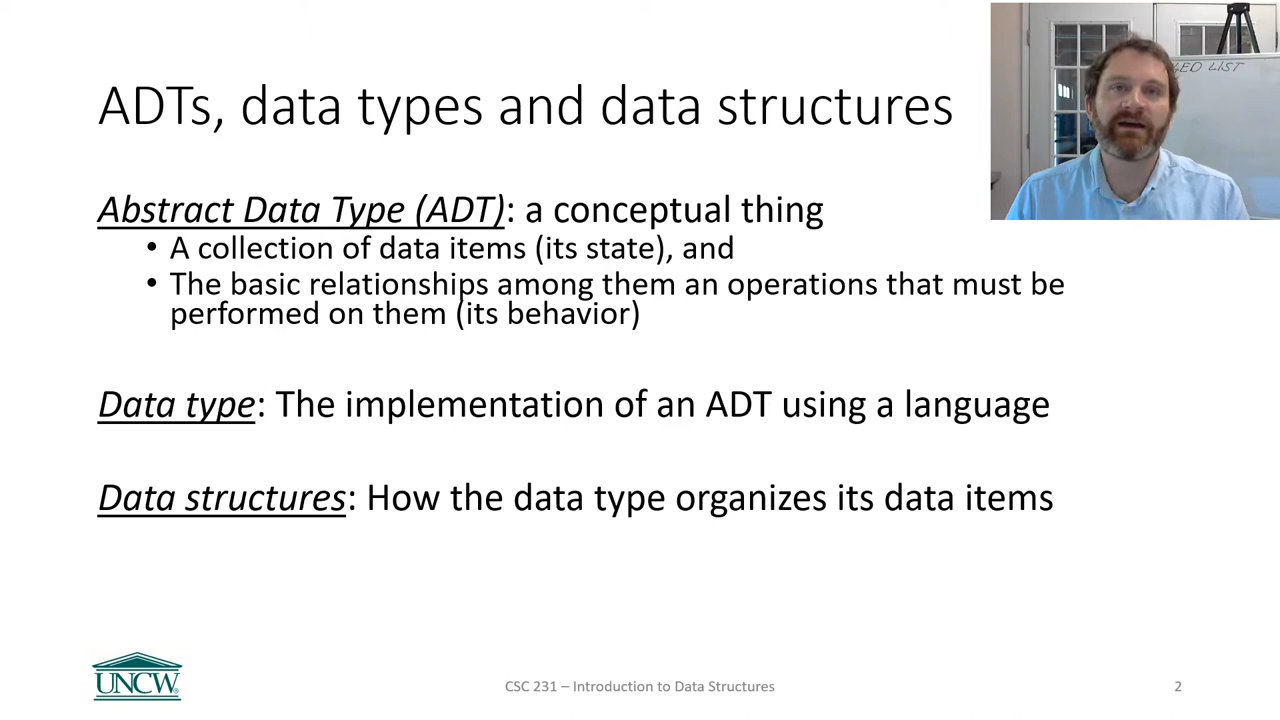 ADTs, data types and data structures
KED LIST
Abstract Data Type (ADT): a conceptual thing
• A collection of data items (its state), and
• The basic relationships among them an operations that must be
performed on them (its behavior)
Data type: The implementation of an ADT using a language
Data structures: How the data type organizes its data items
UNCW
CSC 231 – Introduction to Data Structures
2